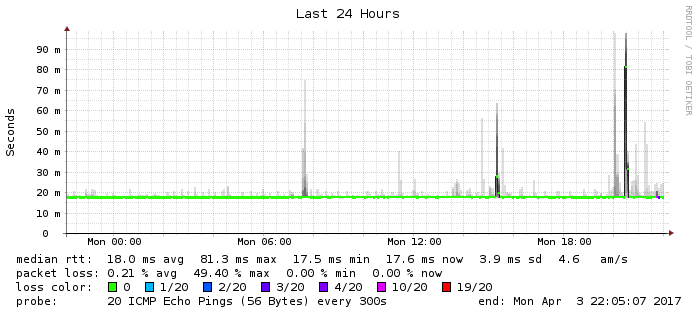 Last 24 Hours
RRDTOOL / TOBI OETIKER
Seconds
90 m
80 m
70 m
60 m
50 m
40 m
30 m
20 m
10 m
0
Mon 00:00 Mon 06:00 Mon 12:00 Mon 18:00
median rtt: 18.0 ms avg 81.3 ms max 17.5 ms min 17.6 ms now 3.9 ms sd 4.6 am/s
packet loss: 0.21 % avg 49.40 % max 0.00 % min 0.00 % now
loss color: 0 1/20 2/20 3/20 4/20 10/20 19/20
probe: 20 ICMP Echo Pings (56 Bytes) every 300s end: Mon Apr 3 22:05:07 2017